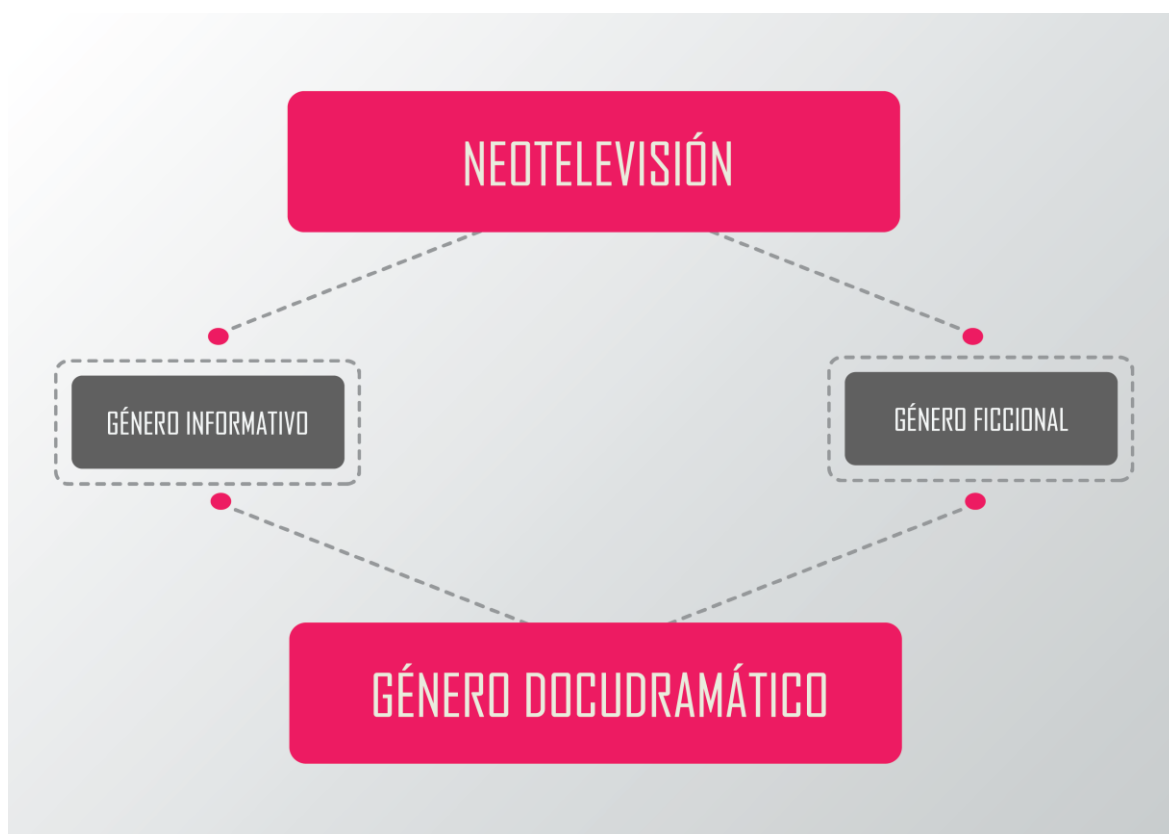 NEOTELEVISIÓN
GÉNERO INFORMATIVO
GÉNERO FICCIONAL
GÉNERO DOCUDRAMÁTICO